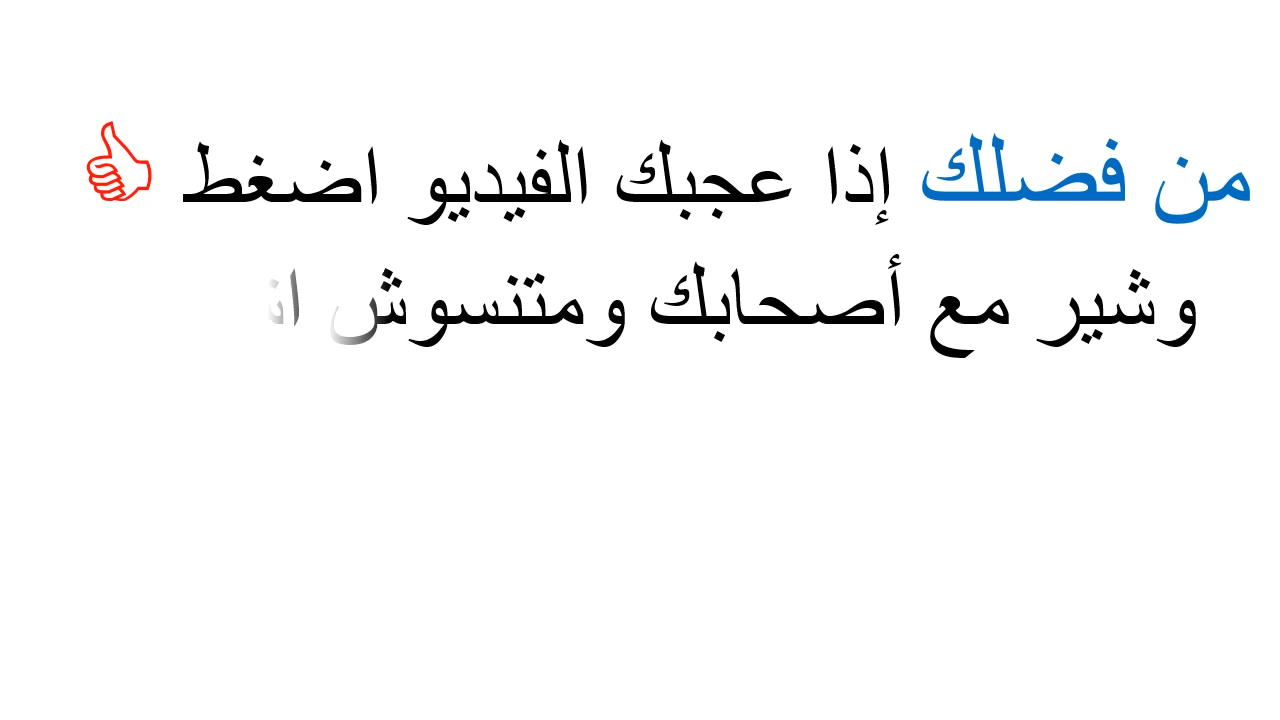 من فضلك إذا عجبك الفيديو اضغط
وشير مع أصحابك ومتنسوش